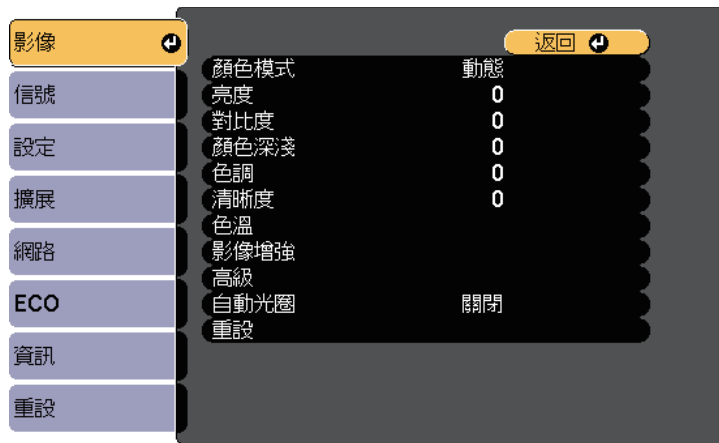 影像
信號
設定
擴展
網路
ECO
資訊
重設
返回
顏色模式 動態
亮度 0
對比度 0
顏色深淺 0
色調 0
清晰度 0
色溫
影像增強
高級
自動光圈 關閉
重設